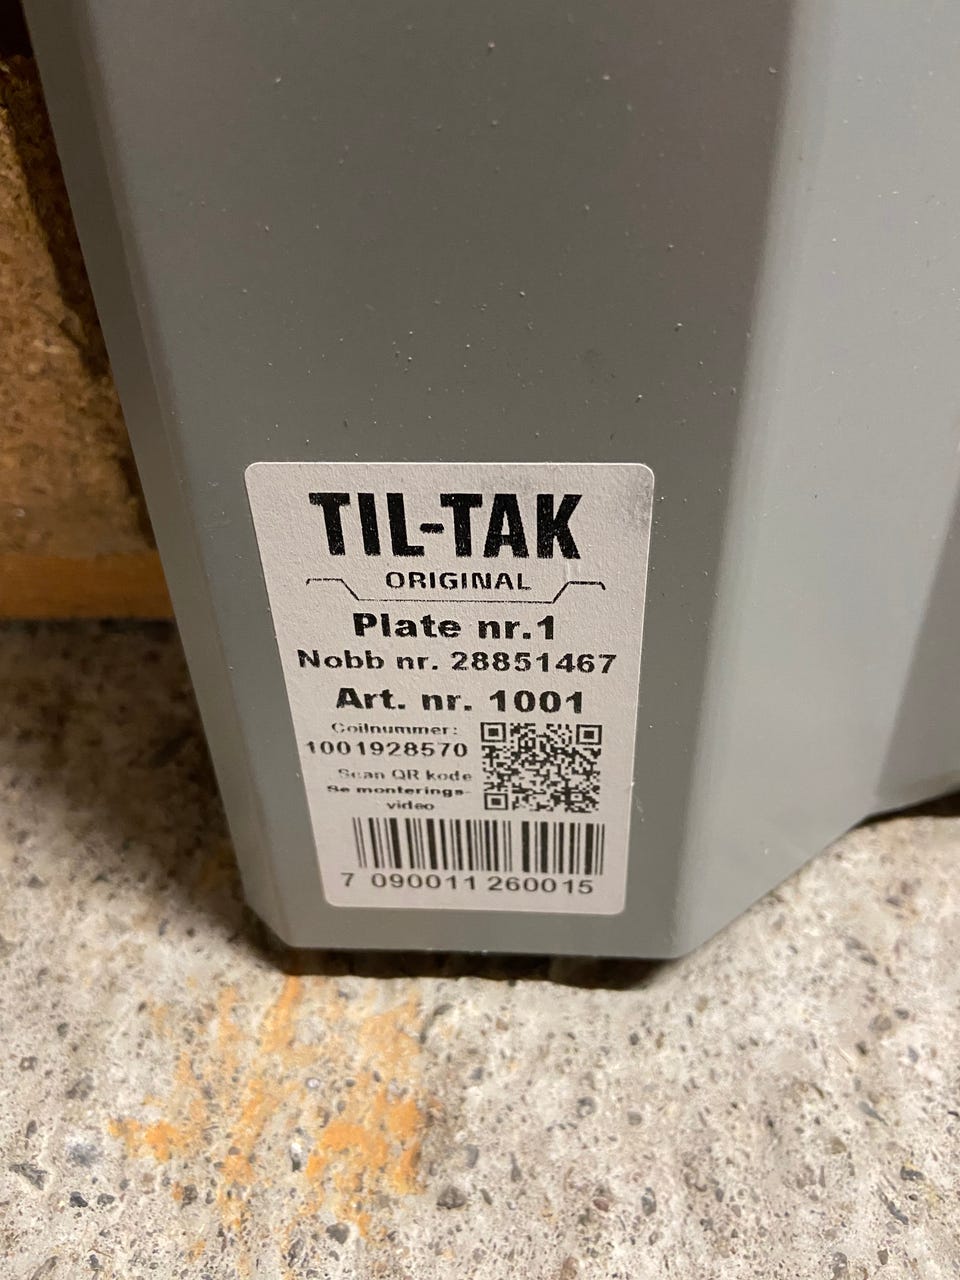 TIL-TAK
ORIGINAL
Plate nr.1
Nobb nr. 28851467
Art. nr. 1001
Coilnummer:
1001928570
Scan QR kode
Se monterings-
video
7 090011 260015